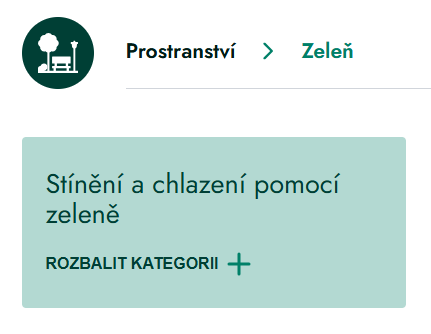 Prostranství > Zeleň
Stínění a chlazení pomocí
zeleně
ROZBALIT KATEGORII +